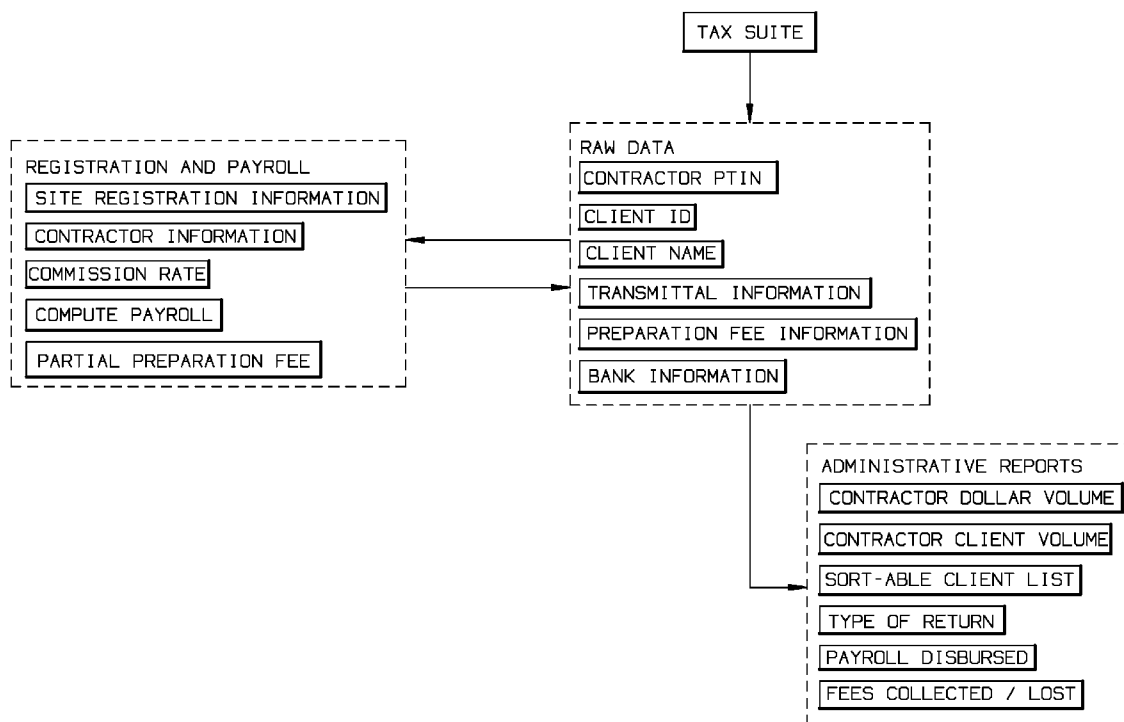 TAX SUITE
REGISTRATION AND PAYROLL
SITE REGISTRATION INFORMATION
CONTRACTOR INFORMATION
COMMISSION RATE
COMPUTE PAYROLL
PARTIAL PREPARATION FEE
RAW DATA
CONTRACTOR PTIN
CLIENT ID
CLIENT NAME
TRANSMITTAL INFORMATION
PREPARATION FEE INFORMATION
BANK INFORMATION
ADMINISTRATIVE REPORTS
CONTRACTOR DOLLAR VOLUME
CONTRACTOR CLIENT VOLUME
SORT-ABLE CLIENT LIST
TYPE OF RETURN
PAYROLL DISBURSED
FEES COLLECTED / LOST